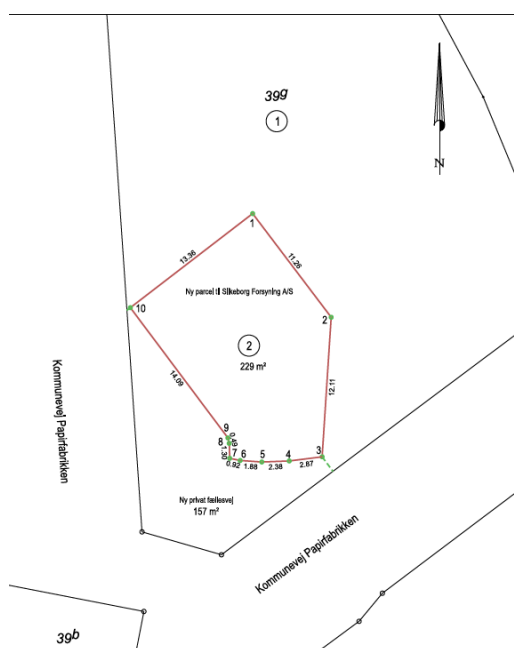 39g
1
N
1
13.36
11.26
Ny parcel til Silkeborg Forsyning A/S
10
2
2
229 m²
14.09
12.11
Kommunevej Papirfabrikken
9
0.49
8
1.30
7
6
5
4
3
0.92
1.88
2.38
2.87
Ny privat fællesvej
157 m²
Kommunevej Papirfabrikken
39b